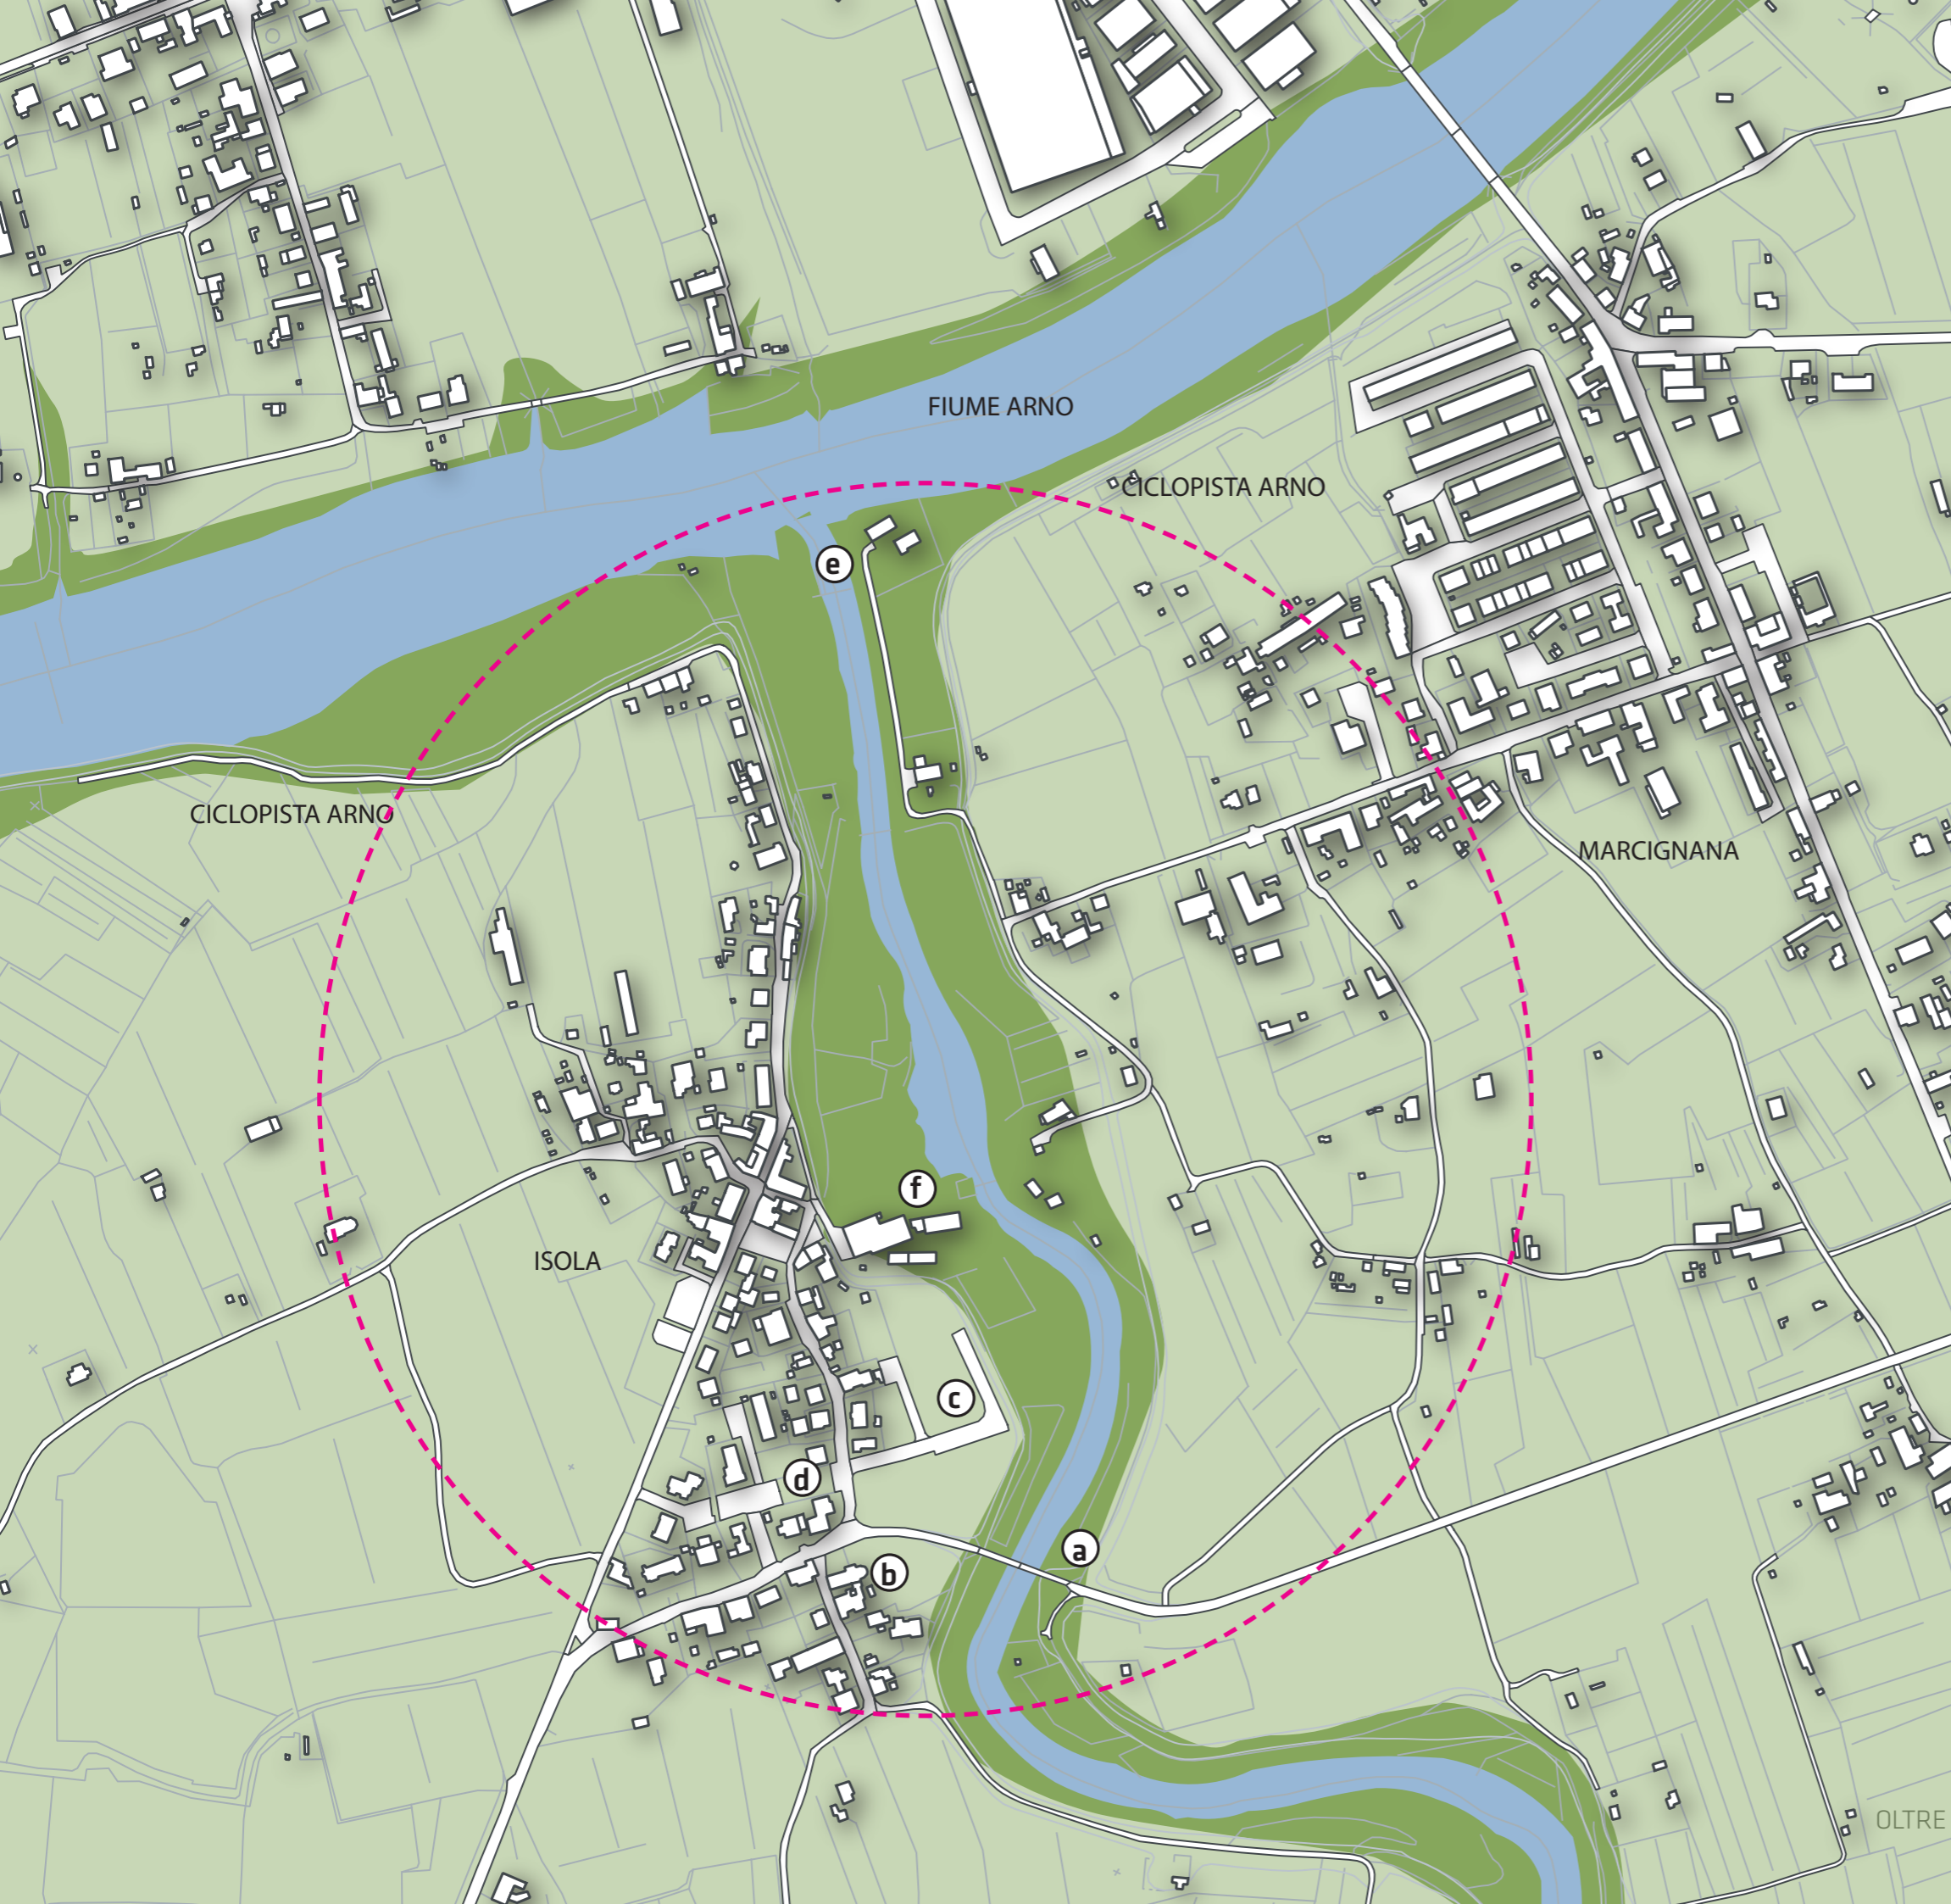 FIUME ARNO
CICLOPISTA ARNO
e
CICLOPISTA ARNO
MARCIGNANA
f
ISOLA
c
d
a
b
OLTRE